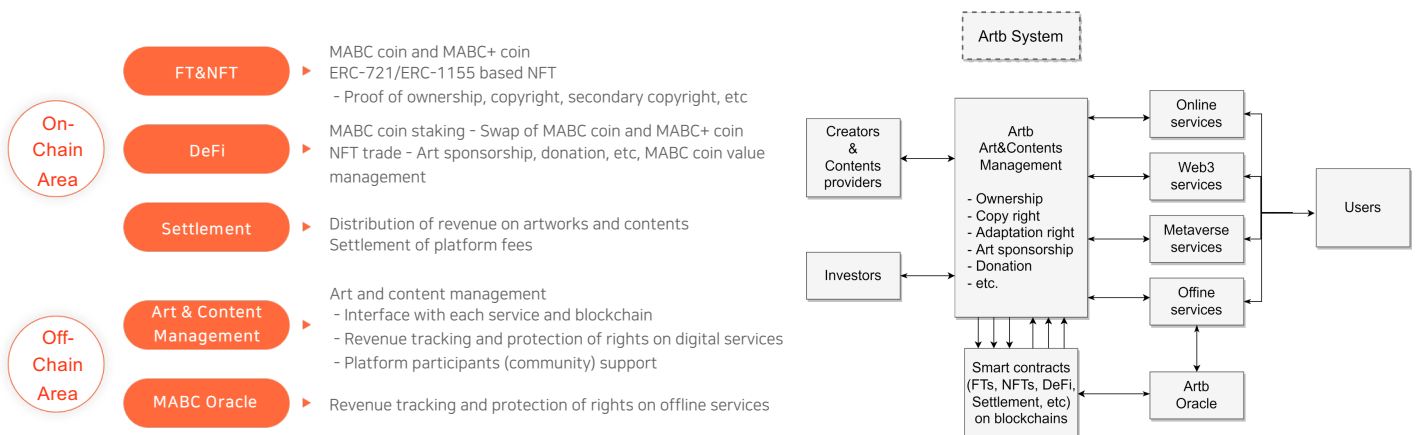 On-
Chain
Area
FT&NFT
MABC coin and MABC+ coin
ERC-721/ERC-1155 based NFT
- Proof of ownership, copyright, secondary copyright, etc
DeFi
MABC coin staking - Swap of MABC coin and MABC+ coin
NFT trade - Art sponsorship, donation, etc, MABC coin value
management
Settlement
Distribution of revenue on artworks and contents
Settlement of platform fees
Off-
Chain
Area
Art & Content
Management
Art and content management
- Interface with each service and blockchain
- Revenue tracking and protection of rights on digital services
- Platform participants (community) support
MABC Oracle
Revenue tracking and protection of rights on offline services
Artb System
Creators
&
Contents
providers
Investors
Artb
Art&Contents
Management
- Ownership
- Copy right
- Adaptation right
- Art sponsorship
- Donation
- etc.
Online
services
Web3
services
Metaverse
services
Offine
services
Users
Smart contracts
(FTs, NFTs, DeFi,
Settlement, etc)
on blockchains
Artb
Oracle